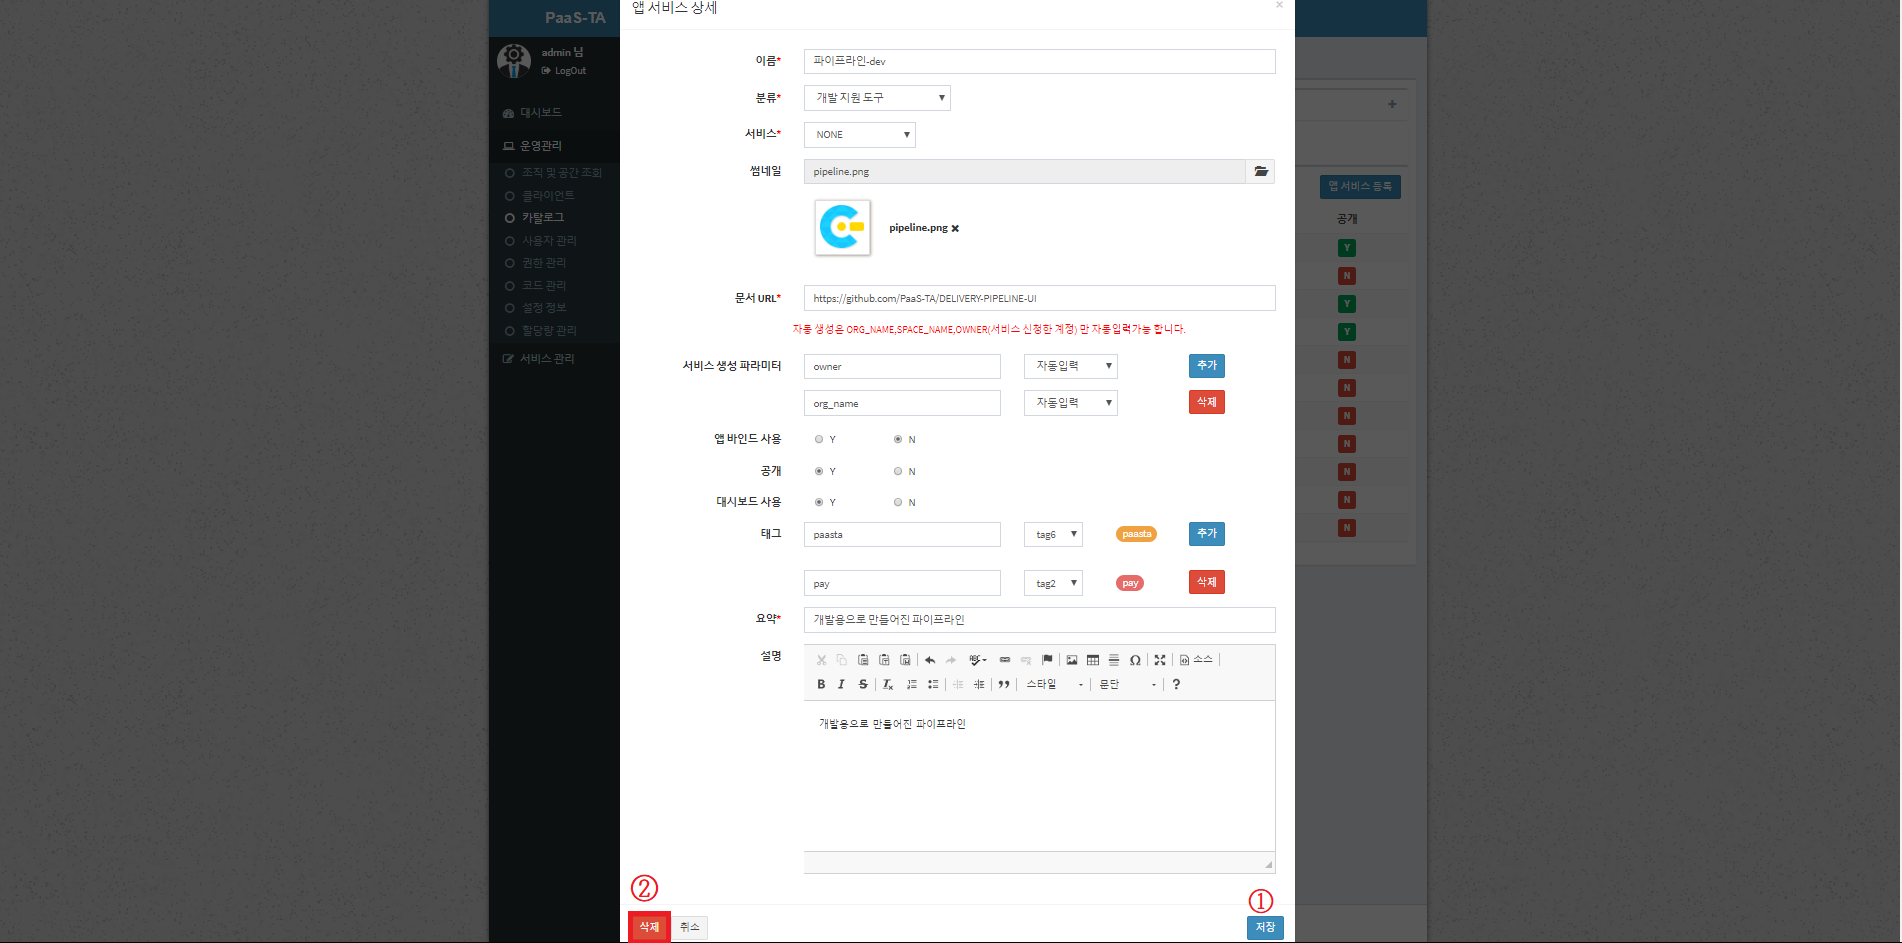 PaaS-TA
admin 님
LogOut
대시보드
운영관리
조직 및 공간 조회
클라이언트
카탈로그
사용자 관리
권한 관리
코드 관리
설정 정보
할당량 관리
서비스 관리
앱 서비스 상세 ×
이름* 파이프라인-dev
분류* 개발 지원 도구
서비스* NONE
썸네일 pipeline.png
pipeline.png
문서 URL* https://github.com/PaaS-TA/DELIVERY-PIPELINE-UI
자동 생성은 ORG_NAME,SPACE_NAME,OWNER(서비스 신청한 계정) 만 자동입력가능 합니다.
서비스 생성 파라미터 owner 자동입력 추가
org_name 자동입력 삭제
앱 바인드 사용 Y N
공개 Y N
대시보드 사용 Y N
태그 paasta tag6 paasta 추가
pay tag2 pay 삭제
요약* 개발용으로 만들어진 파이프라인
설명
소스
스타일 문단 ?
개발용으로 만들어진 파이프라인
② ①
삭제 취소 저장
앱 서비스 등록
공개
Y
N
Y
Y
N
N
N
N
N
N
N